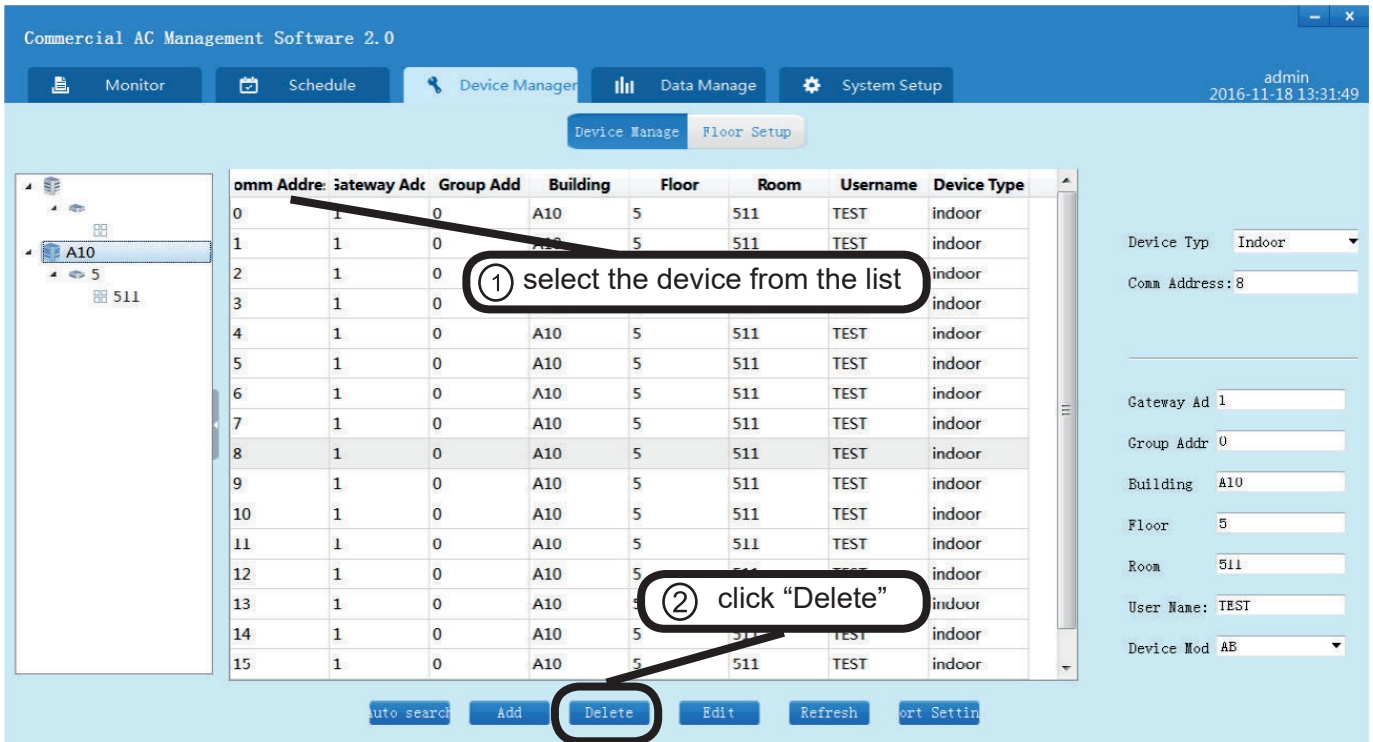 Commercial AC Management Software 2.0
Monitor Schedule Device Manager Data Manage System Setup
admin
2016-11-18 13:31:49
Device Manage Floor Setup
A10
5
511
omm Addre: Gateway Add Group Add Building Floor Room Username Device Type
0 1 0 A10 5 511 TEST indoor
1 1 0 A10 5 511 TEST indoor
2 indoor
3 1 0 indoor
4 1 0 A10 5 511 TEST indoor
5 1 0 A10 5 511 TEST indoor
6 1 0 A10 5 511 TEST indoor
7 1 0 A10 5 511 TEST indoor
8 1 0 A10 5 511 TEST indoor
9 1 0 A10 5 511 TEST indoor
10 1 0 A10 5 511 TEST indoor
11 1 0 A10 5 511 TEST indoor
12 1 0 A10 5 511 TEST indoor
13 1 0 A10 indoor
14 1 0 A10 5 511 TEST indoor
15 1 0 A10 5 511 TEST indoor
① select the device from the list
② click “Delete”
Device Typ Indoor
Comm Address: 8
Gateway Ad 1
Group Addr 0
Building A10
Floor 5
Room 511
User Name: TEST
Device Mod AB
Auto search Add Delete Edit Refresh ort Settin